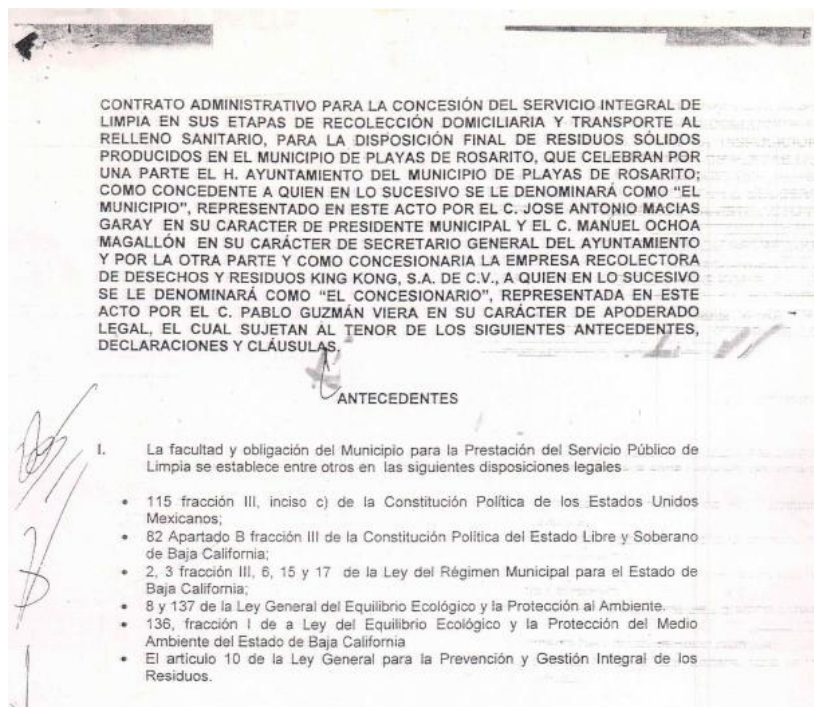 CONTRATO ADMINISTRATIVO PARA LA CONCESIÓN DEL SERVICIO INTEGRAL DE
LIMPIA EN SUS ETAPAS DE RECOLECCIÓN DOMICILIARIA Y TRANSPORTE AL
RELLENO SANITARIO, PARA LA DISPOSICIÓN FINAL DE RESIDUOS SÓLIDOS
PRODUCIDOS EN EL MUNICIPIO DE PLAYAS DE ROSARITO, QUE CELEBRAN POR
UNA PARTE EL H. AYUNTAMIENTO DEL MUNICIPIO DE PLAYAS DE ROSARITO;
COMO CONCEDENTE A QUIEN EN LO SUCESIVO SE LE DENOMINARÁ COMO "EL
MUNICIPIO", REPRESENTADO EN ESTE ACTO POR EL C. JOSE ANTONIO MACIAS
GARAY EN SU CARACTER DE PRESIDENTE MUNICIPAL Y EL C. MANUEL OCHOA
MAGALLÓN EN SU CARÁCTER DE SECRETARIO GENERAL DEL AYUNTAMIENTO
Y POR LA OTRA PARTE Y COMO CONCESIONARIA LA EMPRESA RECOLECTORA
DE DESECHOS Y RESIDUOS KING KONG, S.A. DE C.V., A QUIEN EN LO SUCESIVO
SE LE DENOMINARÁ COMO "EL CONCESIONARIO", REPRESENTADA EN ESTE
ACTO POR EL C. PABLO GUZMÁN VIERA EN SU CARÁCTER DE APODERADO
LEGAL, EL CUAL SUJETAN AL TENOR DE LOS SIGUIENTES ANTECEDENTES,
DECLARACIONES Y CLÁUSULAS.
ANTECEDENTES
I. La facultad y obligación del Municipio para la Prestación del Servicio Público de
Limpia se establece entre otros en las siguientes disposiciones legales
• 115 fracción III, inciso c) de la Constitución Política de los Estados Unidos
Mexicanos;
• 82 Apartado B fracción III de la Constitución Política del Estado Libre y Soberano
de Baja California;
• 2, 3 fracción III, 6, 15 y 17 de la Ley del Régimen Municipal para el Estado de
Baja California;
• 8 y 137 de la Ley General del Equilibrio Ecológico y la Protección al Ambiente.
• 136, fracción I de a Ley del Equilibrio Ecológico y la Protección del Medio
Ambiente del Estado de Baja California
• El articulo 10 de la Ley General para la Prevención y Gestión Integral de los
Residuos.